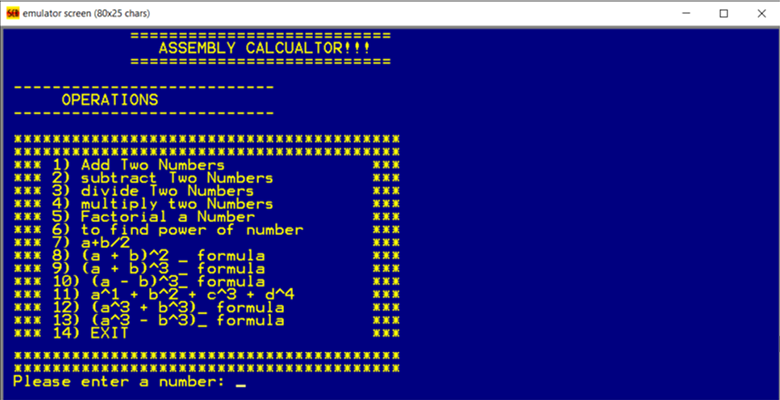 emulator screen (80x25 chars)
===========================
ASSEMBLY CALCUALTOR!!!
===========================
---------------------------
OPERATIONS
---------------------------
****************************************
****************************************
*** 1) Add Two Numbers ***
*** 2) subtract Two Numbers ***
*** 3) divide Two Numbers ***
*** 4) multiply two Numbers ***
*** 5) Factorial a Number ***
*** 6) to find power of number ***
*** 7) a+b/2 ***
*** 8) (a + b)^2 _ formula ***
*** 9) (a + b)^3 _ formula ***
*** 10) (a - b)^3_ formula ***
*** 11) a^1 + b^2 + c^3 + d^4 ***
*** 12) (a^3 + b^3)_ formula ***
*** 13) (a^3 - b^3)_ formula ***
*** 14) EXIT ***
****************************************
****************************************
Please enter a number: _